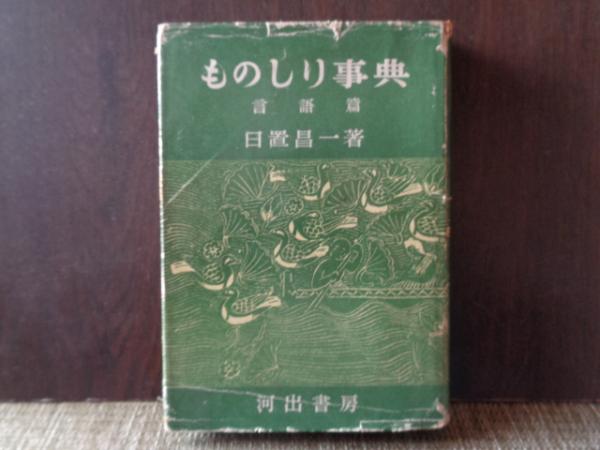 ものしり事典
言語篇
日置昌一著
河出書房